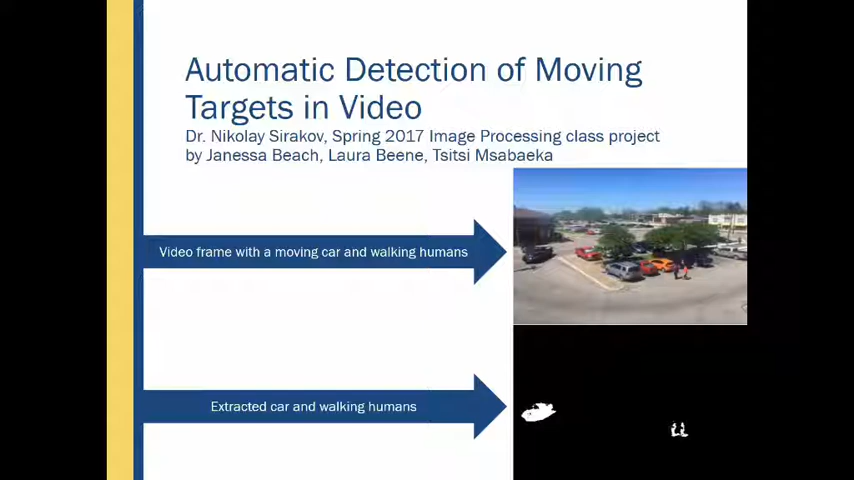 Automatic Detection of Moving
Targets in Video
Dr. Nikolay Sirakov, Spring 2017 Image Processing class project
by Janessa Beach, Laura Beene, Tsitsi Msabaeka
Video frame with a moving car and walking humans
Extracted car and walking humans